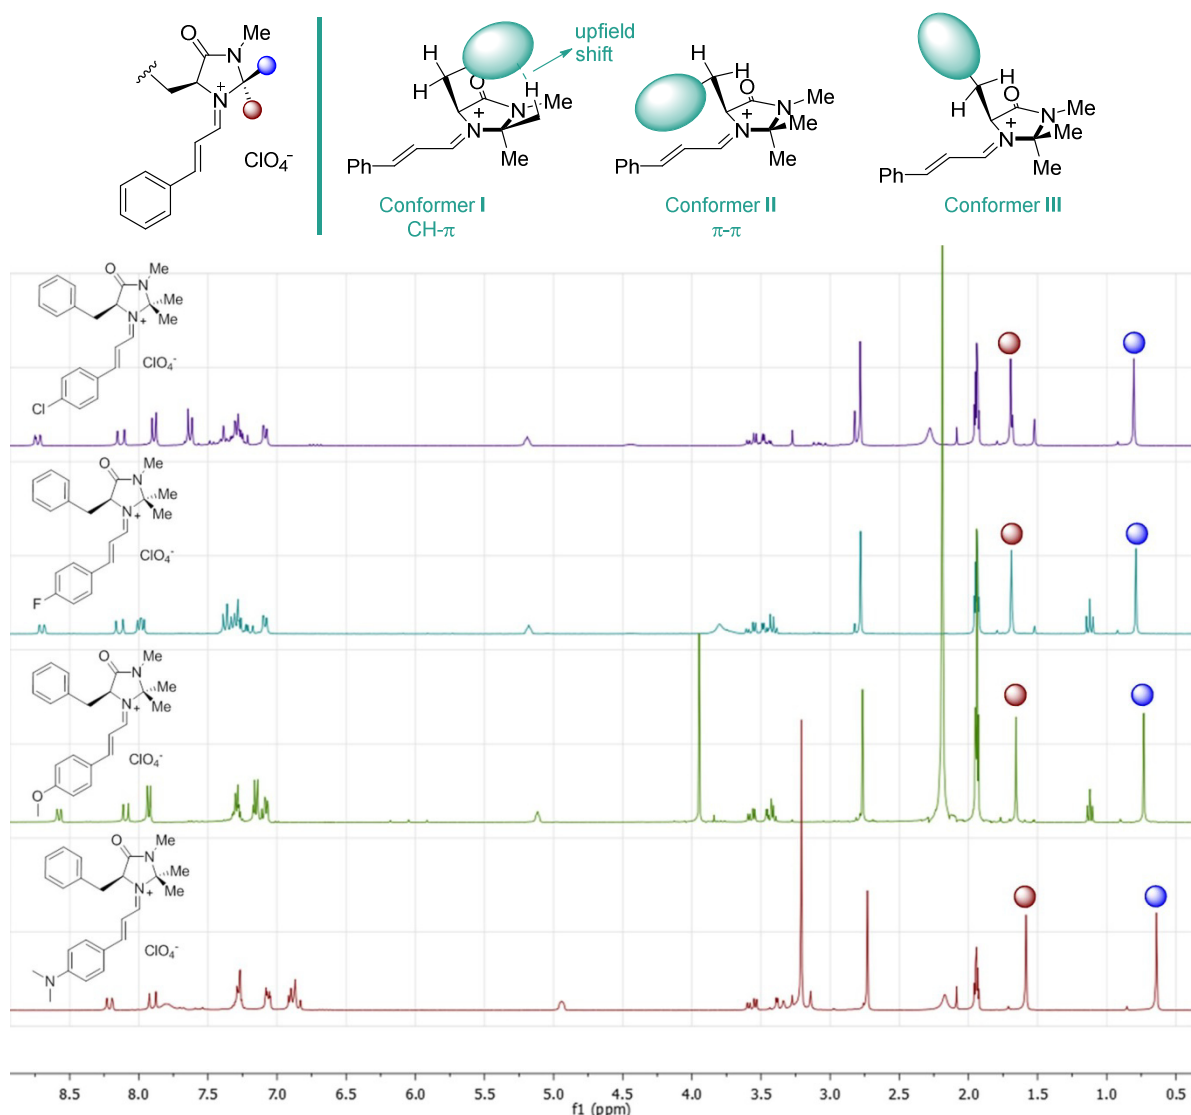 O
N
Me
+
N
ClO₄⁻
H
H
O
upfield
shift
H
N
Me
+
N
Me
Ph
Conformer I
CH-π
H
H
O
N
Me
+
N
Me
Me
Ph
Conformer II
π-π
H
H
O
N
Me
+
N
Me
Me
Ph
Conformer III
O
Me
N
Me
N
Me
+
ClO₄⁻
Cl
O
Me
N
Me
N
Me
+
ClO₄⁻
F
O
Me
N
Me
N
Me
+
ClO₄⁻
O
O
Me
N
Me
N
Me
+
ClO₄⁻
N
8.5 8.0 7.5 7.0 6.5 6.0 5.5 5.0 4.5 4.0 3.5 3.0 2.5 2.0 1.5 1.0 0.5
f1 (ppm)